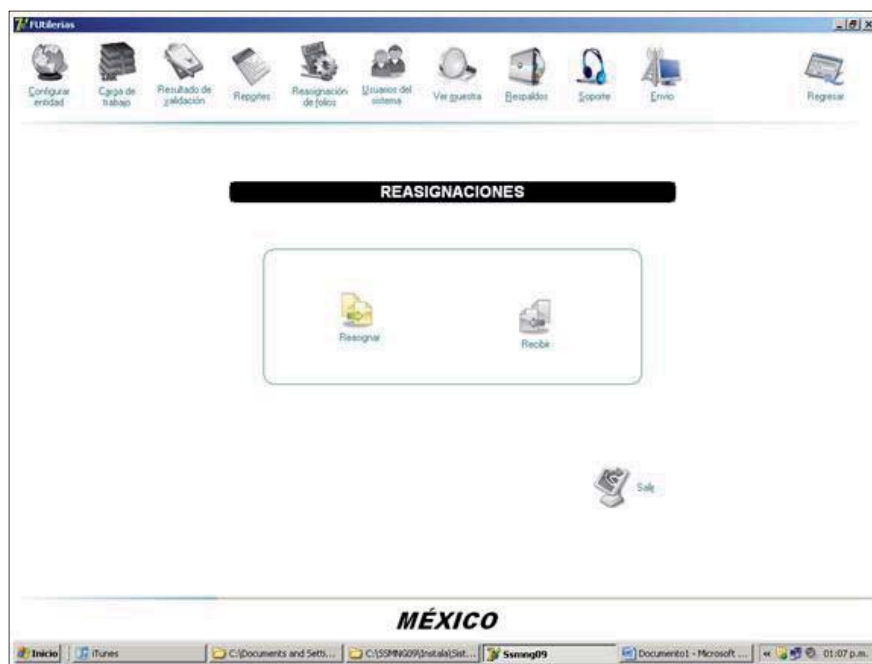 FUtilerias
Configurar entidad
Carga de trabajo
Resultado de validación
Reportes
Reasignación de folios
Usuarios del sistema
Ver muestra
Respaldos
Soporte
Envio
Regresar
REASIGNACIONES
Reasignar
Recibir
Salir
MÉXICO
Inicio
iTunes
C:\Documents and Setti...
C:\SSMNG09\Instala\Sist...
Ssmng09
Documento1 - Microsoft ...
01:07 p.m.